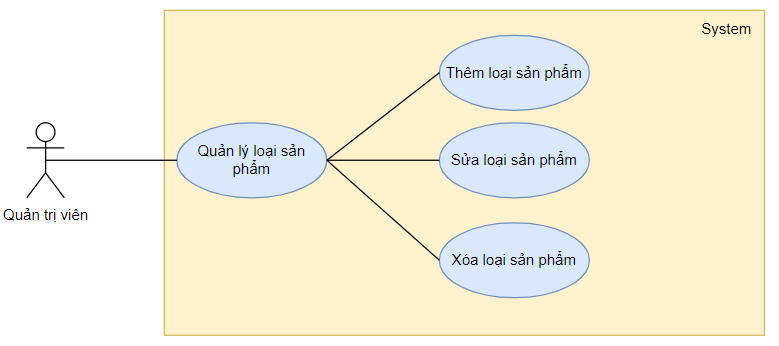 System
Thêm loại sản phẩm
Quản lý loại sản
phẩm
Sửa loại sản phẩm
Quản trị viên
Xóa loại sản phẩm